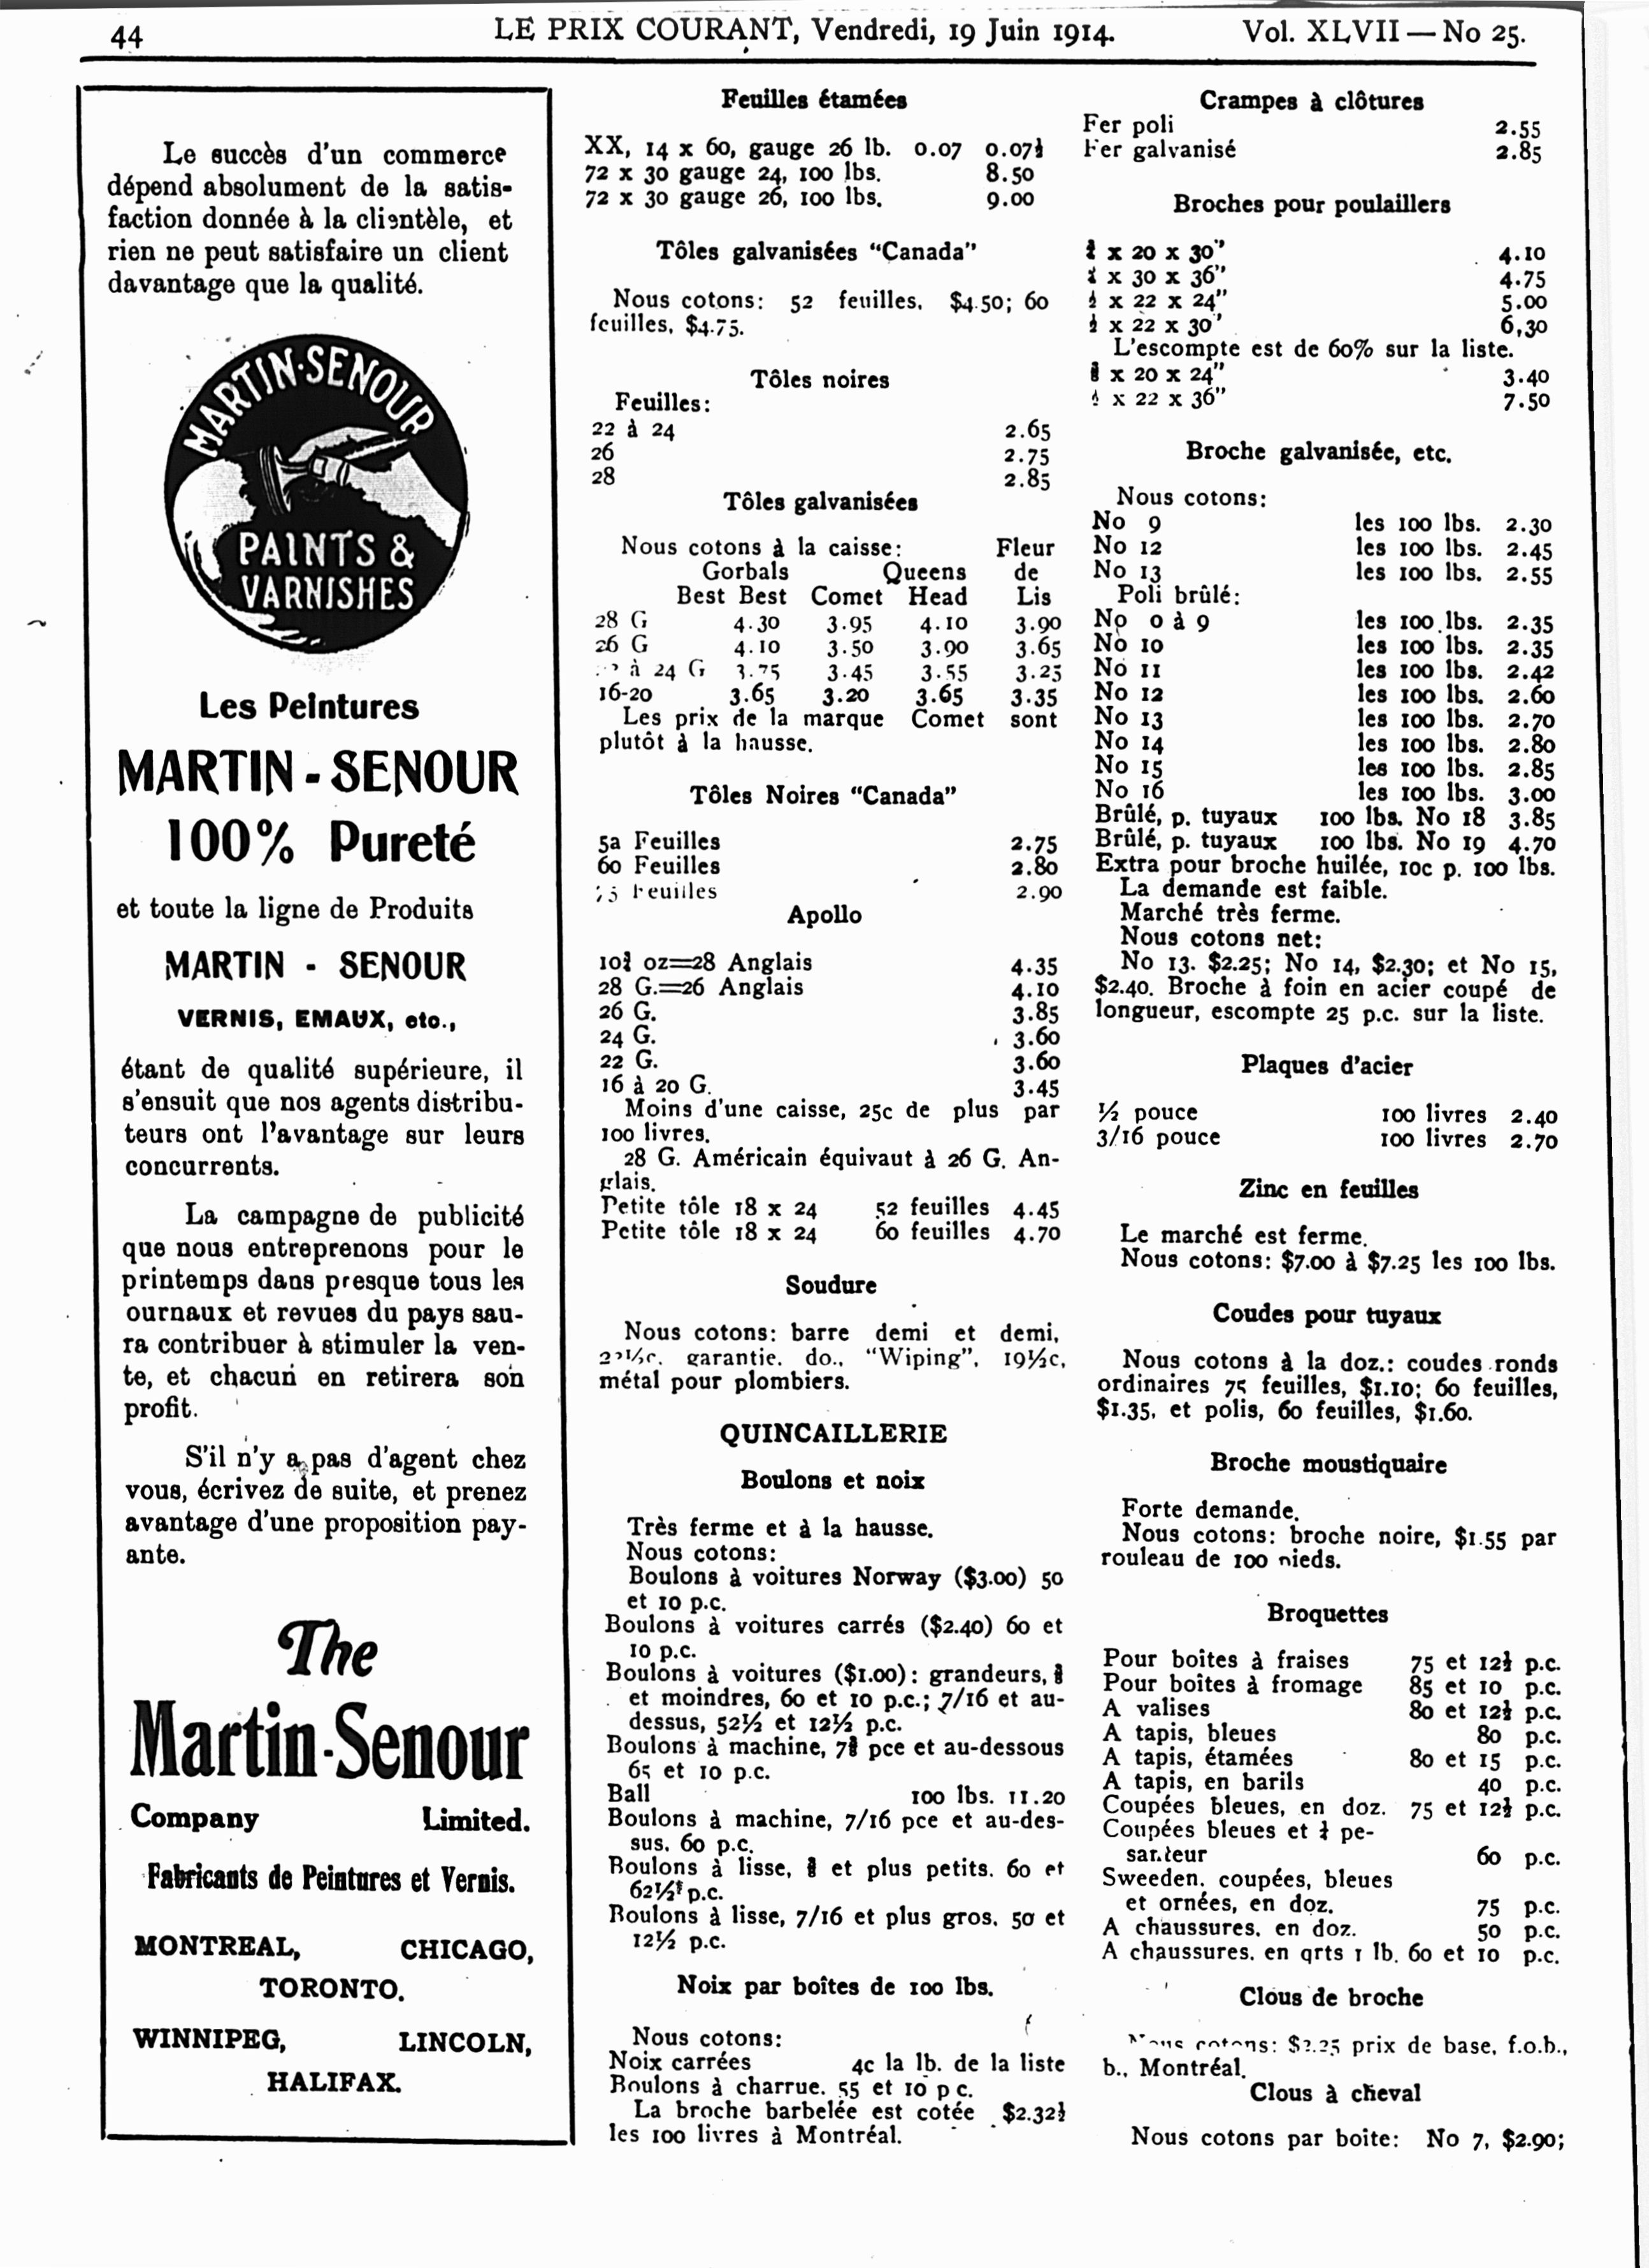 44
LE PRIX COURANT, Vendredi, 19 Juin 1914.
Vol. XLVII — No 25.
Le succès d'un commerce
dépend absolument de la satis-
faction donnée à la clientèle, et
rien ne peut satisfaire un client
davantage que la qualité.
MARTIN-SENOUR
PAINTS &
VARNISHES
Les Peintures
MARTIN - SENOUR
100% Pureté
et toute la ligne de Produits
MARTIN - SENOUR
VERNIS, EMAUX, etc.,
étant de qualité supérieure, il
s'ensuit que nos agents distribu-
teurs ont l'avantage sur leurs
concurrents.
La campagne de publicité
que nous entreprenons pour le
printemps dans presque tous les
ournaux et revues du pays sau-
ra contribuer à stimuler la ven-
te, et chacun en retirera son
profit.
S'il n'y a pas d'agent chez
vous, écrivez de suite, et prenez
avantage d'une proposition pay-
ante.
The
Martin-Senour
Company Limited.
Fabricants de Peintures et Vernis.
MONTREAL, CHICAGO,
TORONTO.
WINNIPEG, LINCOLN,
HALIFAX.
Feuilles étamées
XX, 14 x 60, gauge 26 lb. 0.07 0.07½
72 x 30 gauge 24, 100 lbs. 8.50
72 x 30 gauge 26, 100 lbs. 9.00
Tôles galvanisées "Canada"
Nous cotons: 52 feuilles, $4.50; 60
feuilles, $4.75.
Tôles noires
Feuilles:
22 à 24 2.65
26 2.75
28 2.85
Tôles galvanisées
Nous cotons à la caisse: Fleur
Gorbals Queens de
Best Best Comet Head Lis
28 G 4.30 3.95 4.10 3.90
26 G 4.10 3.50 3.90 3.65
à 24 G 3.75 3.45 3.55 3.25
16-20 3.65 3.20 3.65 3.35
Les prix de la marque Comet sont
plutôt à la hausse.
Tôles Noires "Canada"
5a Feuilles 2.75
60 Feuilles 2.80
Feuilles 2.90
Apollo
10¾ oz=28 Anglais 4.35
28 G.=26 Anglais 4.10
26 G. 3.85
24 G. 3.60
22 G. 3.60
16 à 20 G. 3.45
Moins d'une caisse, 25c de plus par
100 livres.
28 G. Américain équivaut à 26 G. An-
glais.
Petite tôle 18 x 24 52 feuilles 4.45
Petite tôle 18 x 24 60 feuilles 4.70
Soudure
Nous cotons: barre demi et demi,
garantie. do., "Wiping", 19½c,
métal pour plombiers.
QUINCAILLERIE
Boulons et noix
Très ferme et à la hausse.
Nous cotons:
Boulons à voitures Norway ($3.00) 50
et 10 p.c.
Boulons à voitures carrés ($2.40) 60 et
10 p.c.
Boulons à voitures ($1.00): grandeurs,
et moindres, 60 et 10 p.c.; 7/16 et au-
dessus, 52½ et 12½ p.c.
Boulons à machine, pce et au-dessous
65 et 10 p.c.
Ball 100 lbs. 11.20
Boulons à machine, 7/16 pce et au-des-
sus. 60 p.c.
Boulons à lisse, et plus petits. 60 et
62½ p.c.
Boulons à lisse, 7/16 et plus gros. 50 et
12½ p.c.
Noix par boîtes de 100 lbs.
Nous cotons:
Noix carrées 4c la lb. de la liste
Boulons à charrue. 55 et 10 p c.
La broche barbelée est cotée $2.32½
les 100 livres à Montréal.
Crampes à clôtures
Fer poli 2.55
Fer galvanisé 2.85
Broches pour poulaillers
x 20 x 30" 4.10
x 30 x 36" 4.75
x 22 x 24" 5.00
x 22 x 30' 6,30
L'escompte est de 60% sur la liste.
x 20 x 24" 3.40
x 22 x 36" 7.50
Broche galvanisée, etc.
Nous cotons:
No 9 les 100 lbs. 2.30
No 12 les 100 lbs. 2.45
No 13 les 100 lbs. 2.55
Poli brûlé:
No 0 à 9 les 100 lbs. 2.35
No 10 les 100 lbs. 2.35
No 11 les 100 lbs. 2.42
No 12 les 100 lbs. 2.60
No 13 les 100 lbs. 2.70
No 14 les 100 lbs. 2.80
No 15 les 100 lbs. 2.85
No 16 les 100 lbs. 3.00
Brûlé, p. tuyaux 100 lbs. No 18 3.85
Brûlé, p. tuyaux 100 lbs. No 19 4.70
Extra pour broche huilée, 10c p. 100 lbs.
La demande est faible.
Marché très ferme.
Nous cotons net:
No 13. $2.25; No 14, $2.30; et No 15,
$2.40. Broche à foin en acier coupé de
longueur, escompte 25 p.c. sur la liste.
Plaques d'acier
½ pouce 100 livres 2.40
3/16 pouce 100 livres 2.70
Zinc en feuilles
Le marché est ferme.
Nous cotons: $7.00 à $7.25 les 100 lbs.
Coudes pour tuyaux
Nous cotons à la doz.: coudes ronds
ordinaires 75 feuilles, $1.10; 60 feuilles,
$1.35, et polis, 60 feuilles, $1.60.
Broche moustiquaire
Forte demande.
Nous cotons: broche noire, $1.55 par
rouleau de 100 pieds.
Broquettes
Pour boîtes à fraises 75 et 12½ p.c.
Pour boîtes à fromage 85 et 10 p.c.
A valises 80 et 12½ p.c.
A tapis, bleues 80 p.c.
A tapis, étamées 80 et 15 p.c.
A tapis, en barils 40 p.c.
Coupées bleues, en doz. 75 et 12½ p.c.
Coupées bleues et pe-
santeur 60 p.c.
Sweeden. coupées, bleues
et ornées, en doz. 75 p.c.
A chaussures. en doz. 50 p.c.
A chaussures. en qrts 1 lb. 60 et 10 p.c.
Clous de broche
Nous cotons: $2.25 prix de base, f.o.b.,
b., Montréal.
Clous à cheval
Nous cotons par boite: No 7, $2.90;